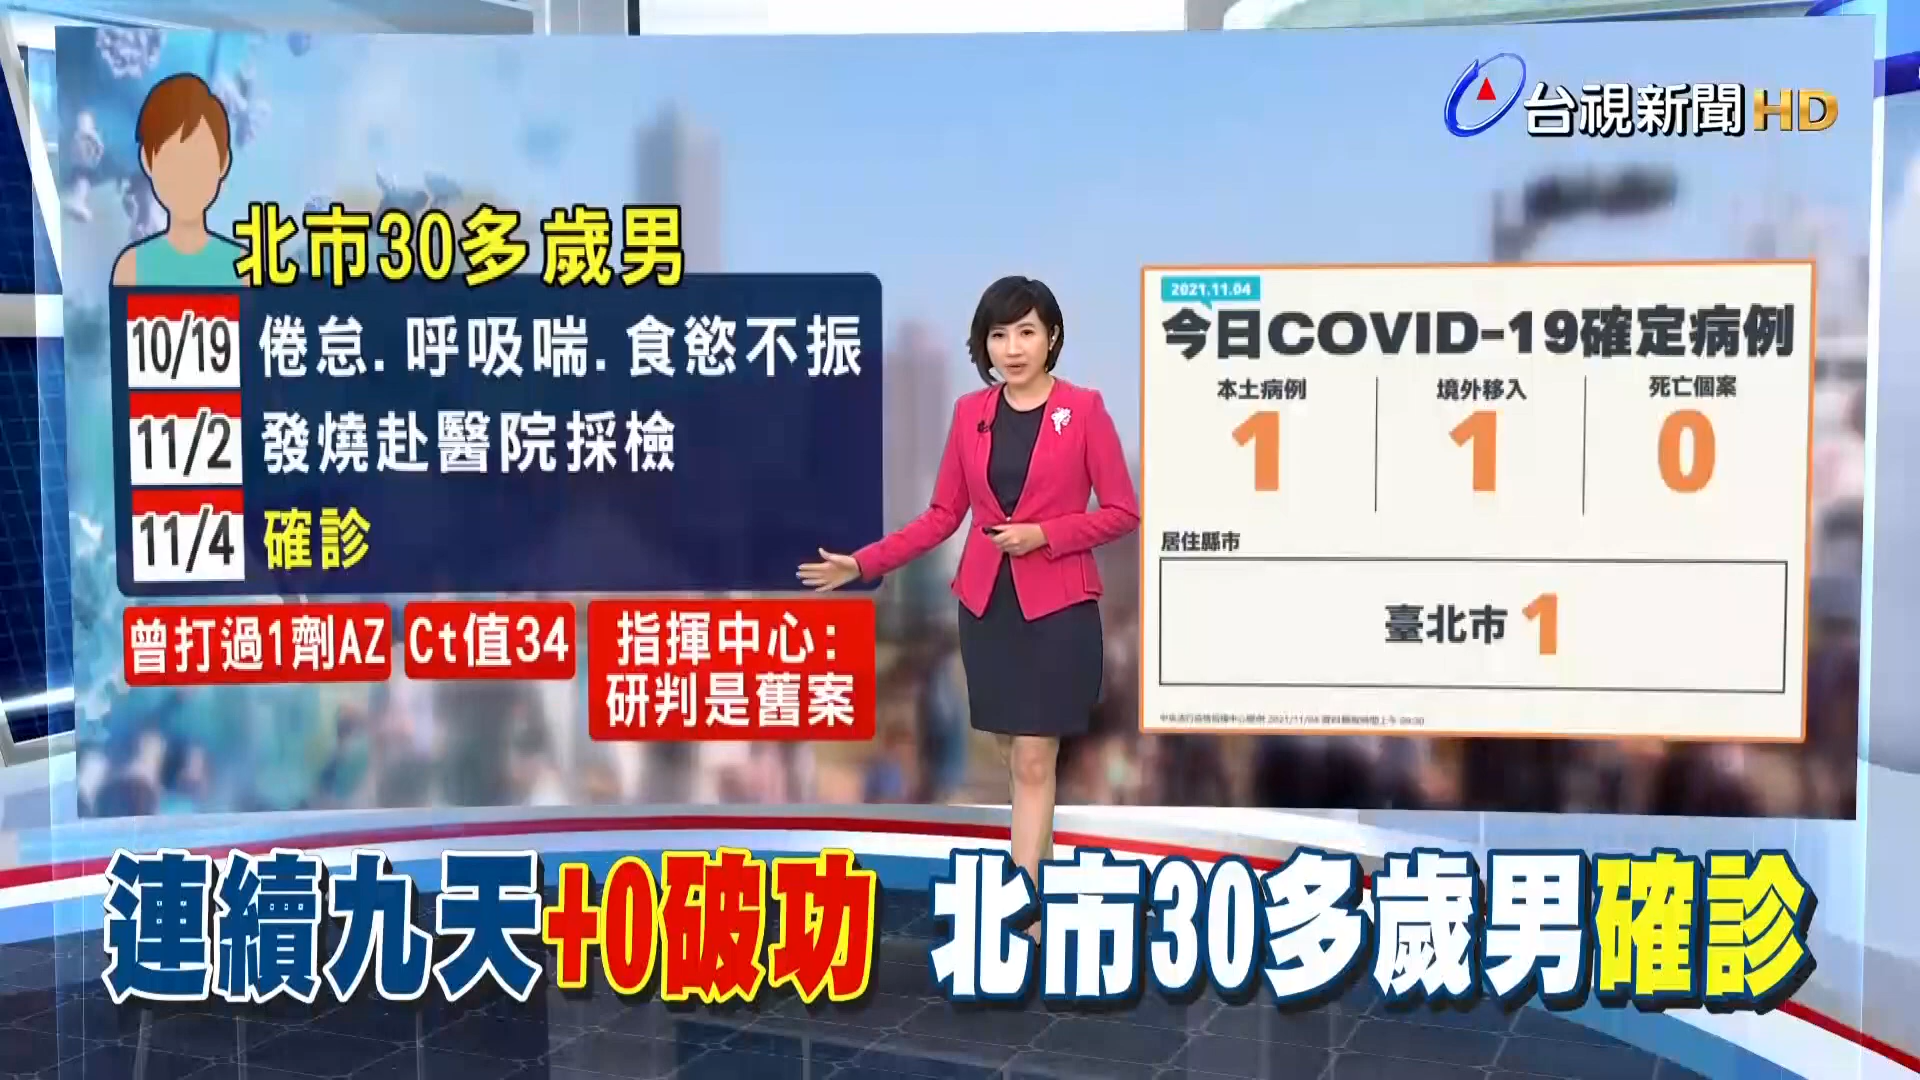 台視新聞HD
北市30多歲男
10/19 倦怠.呼吸喘.食慾不振
11/2 發燒赴醫院採檢
11/4 確診
曾打過1劑AZ
Ct值34
指揮中心:
研判是舊案
2021.11.04
今日COVID-19確定病例
本土病例 境外移入 死亡個案
1 1 0
居住縣市
臺北市 1
連續九天+0破功 北市30多歲男確診